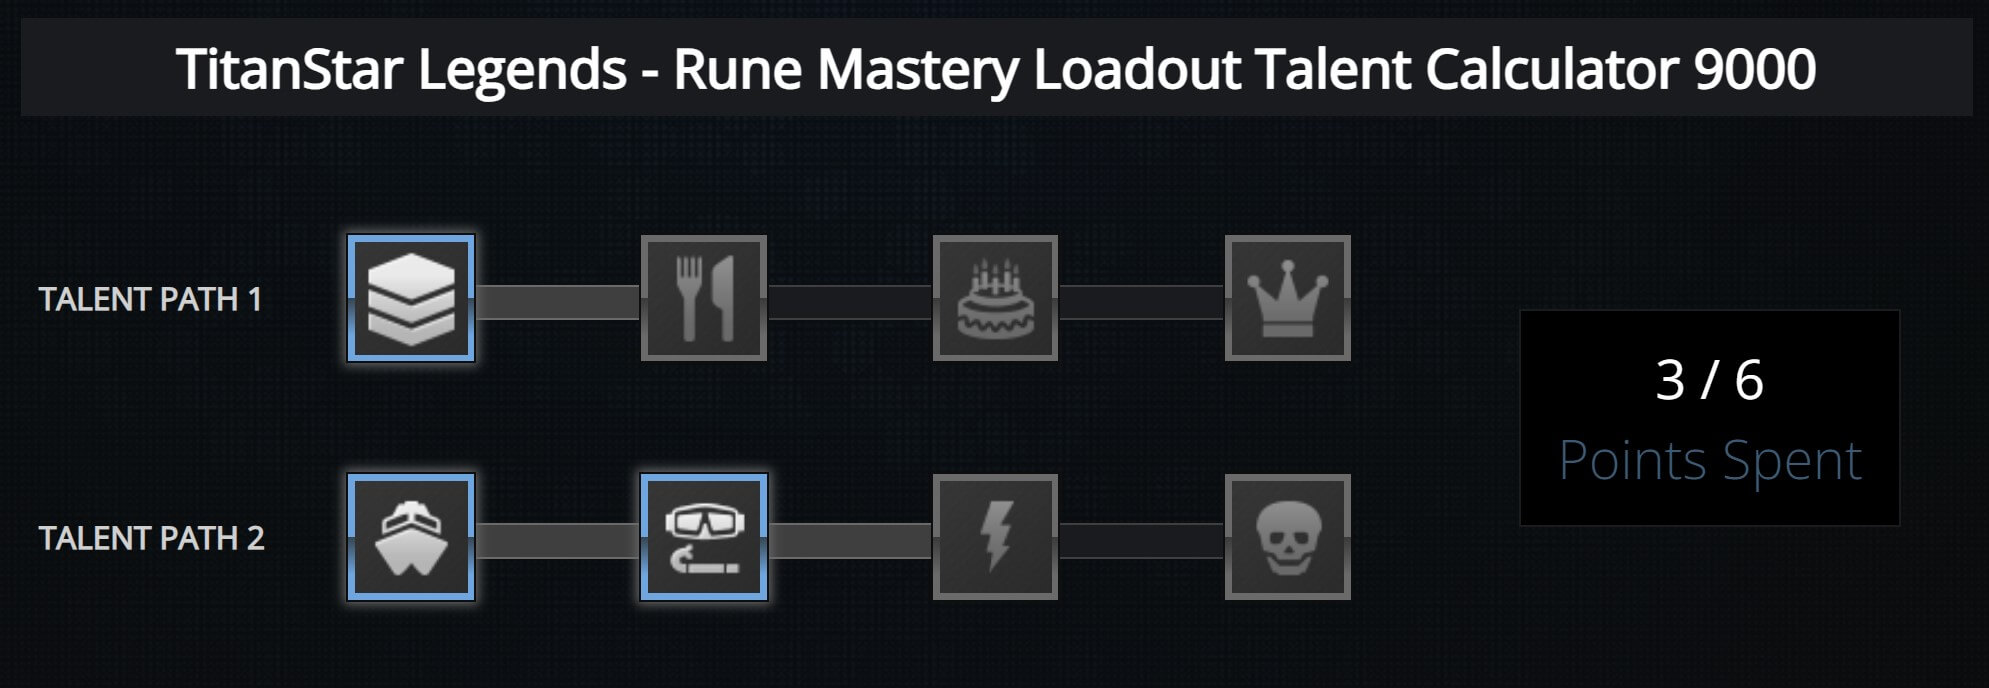 TitanStar Legends - Rune Mastery Loadout Talent Calculator 9000
TALENT PATH 1
TALENT PATH 2
3 / 6
Points Spent